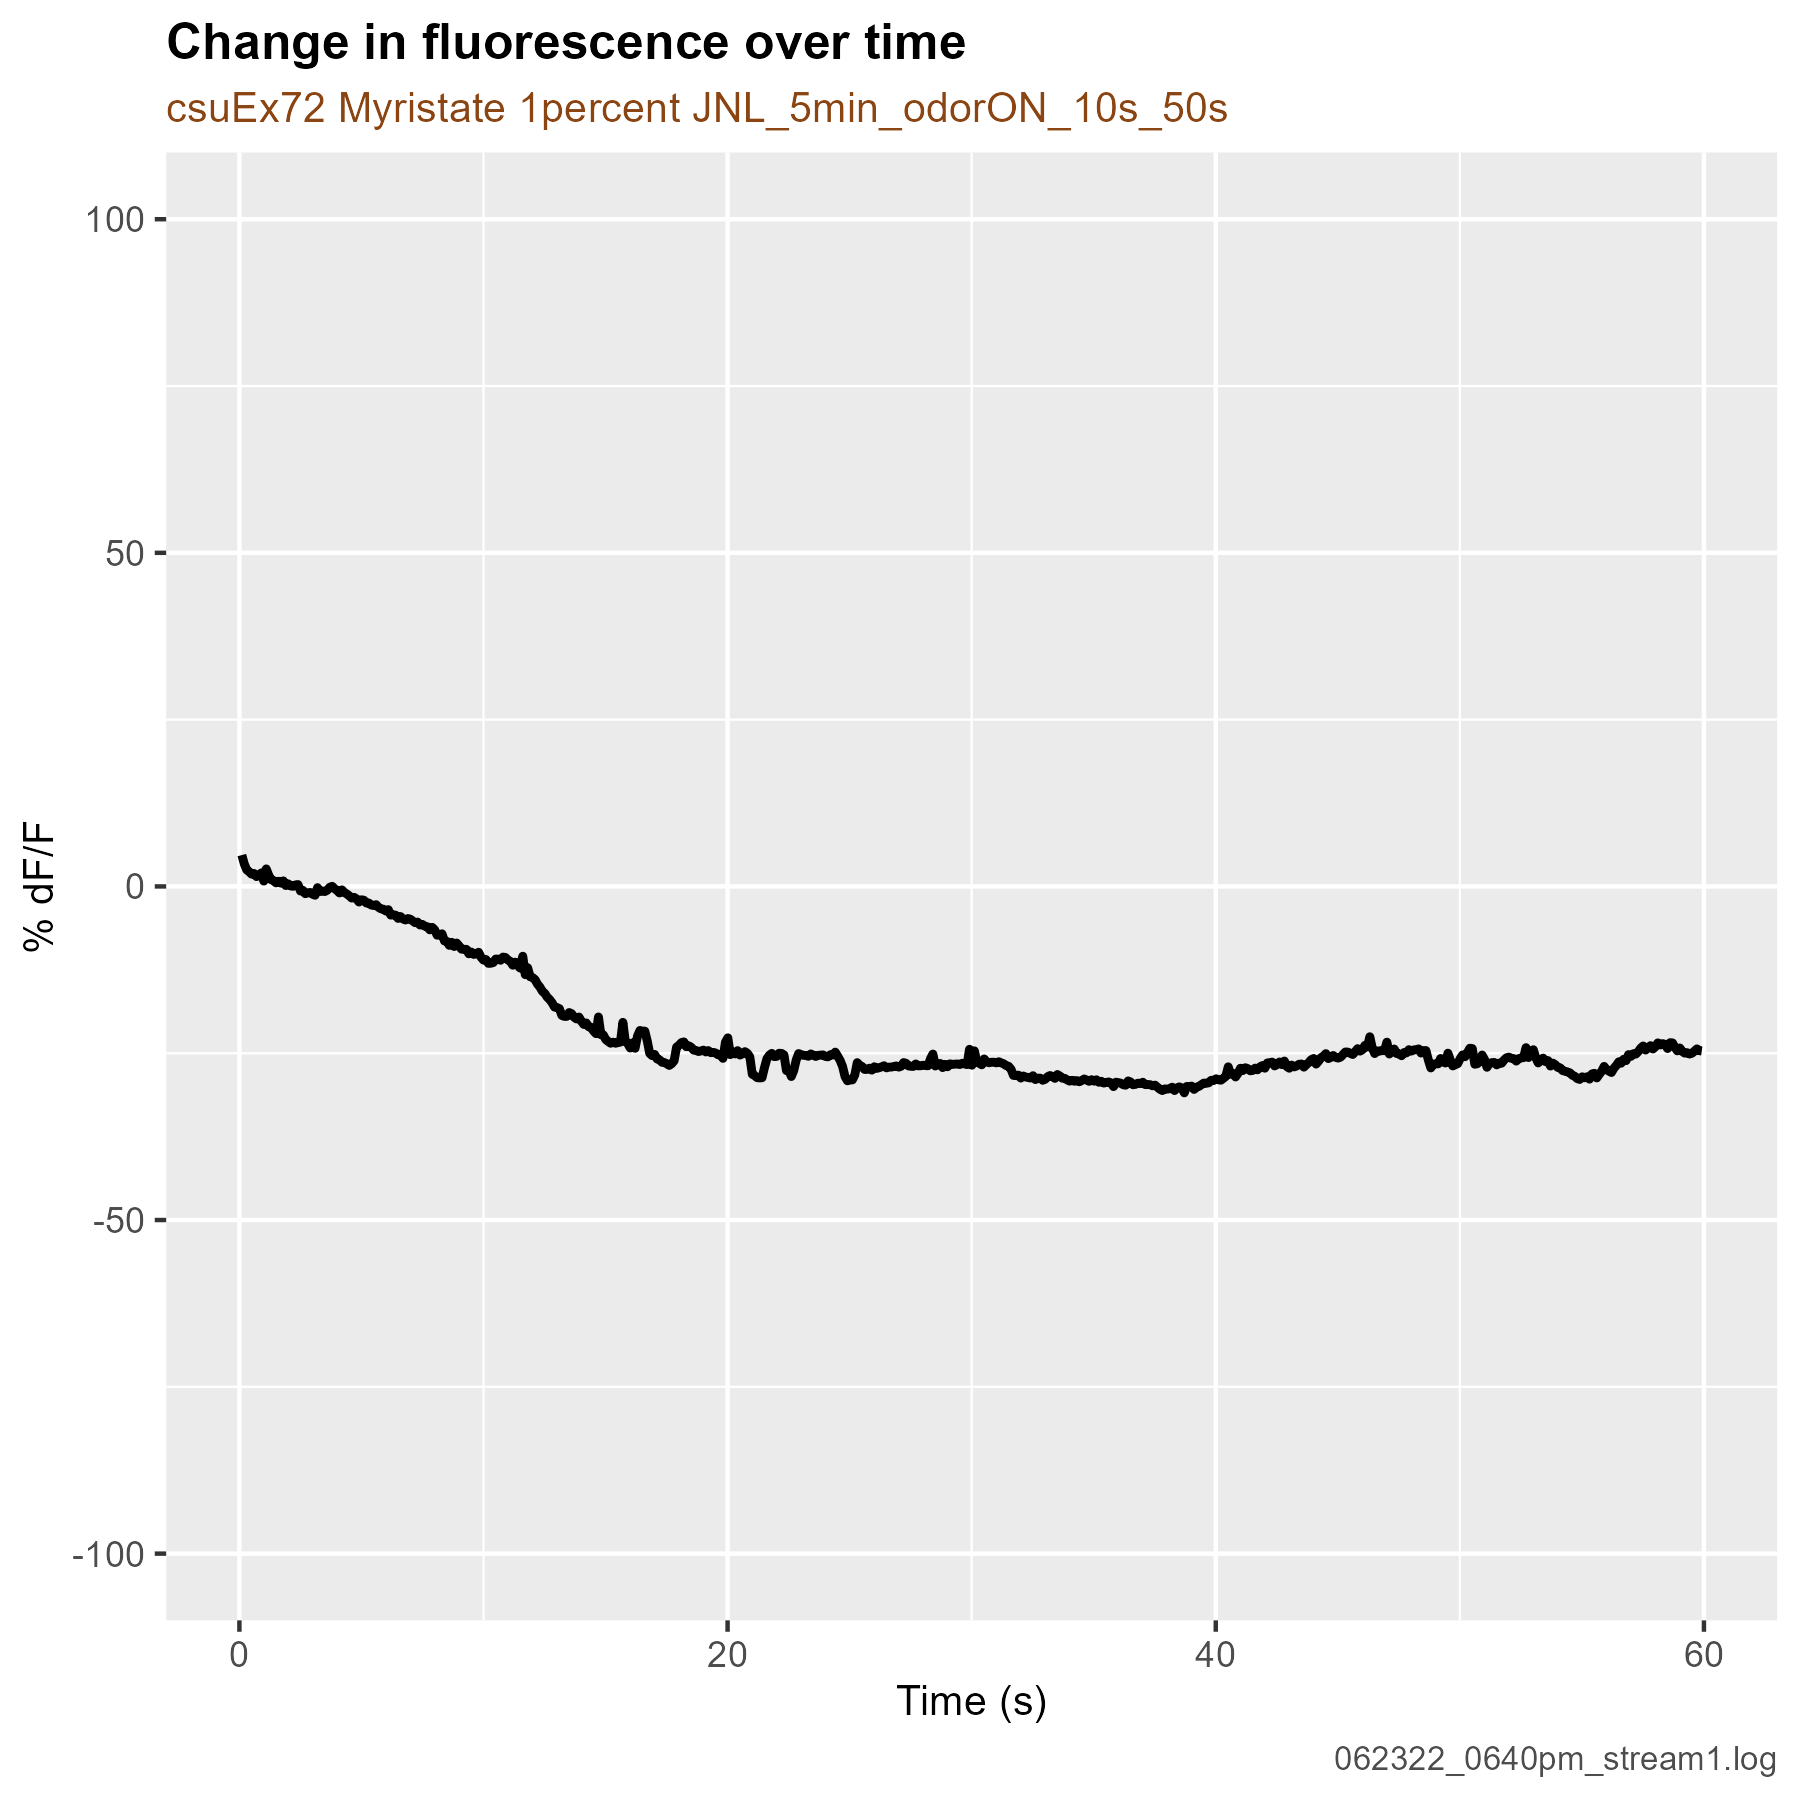 Change in fluorescence over time
csuEx72 Myristate 1percent JNL_5min_odorON_10s_50s
100
50
0
-50
-100
% dF/F
0 20 40 60
Time (s)
062322_0640pm_stream1.log